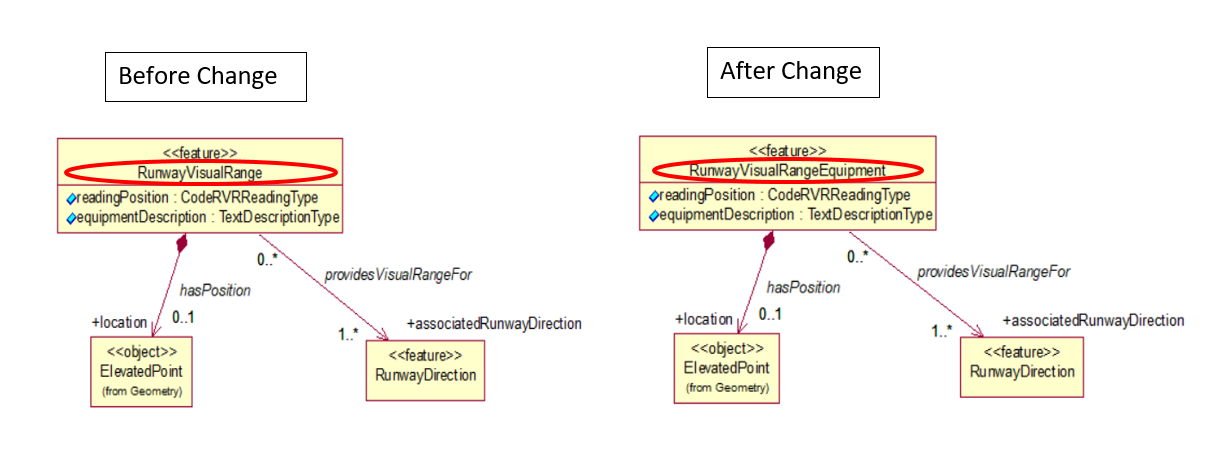 Before Change
<<feature>>
RunwayVisualRange
readingPosition : CodeRVRReadingType
equipmentDescription : TextDescriptionType
0..*
providesVisualRangeFor
hasPosition
+location
0..1
1..*
+associatedRunwayDirection
<<object>>
ElevatedPoint
(from Geometry)
<<feature>>
RunwayDirection
After Change
<<feature>>
RunwayVisualRangeEquipment
readingPosition : CodeRVRReadingType
equipmentDescription : TextDescriptionType
0..*
providesVisualRangeFor
hasPosition
+location
0..1
1..*
+associatedRunwayDirection
<<object>>
ElevatedPoint
(from Geometry)
<<feature>>
RunwayDirection